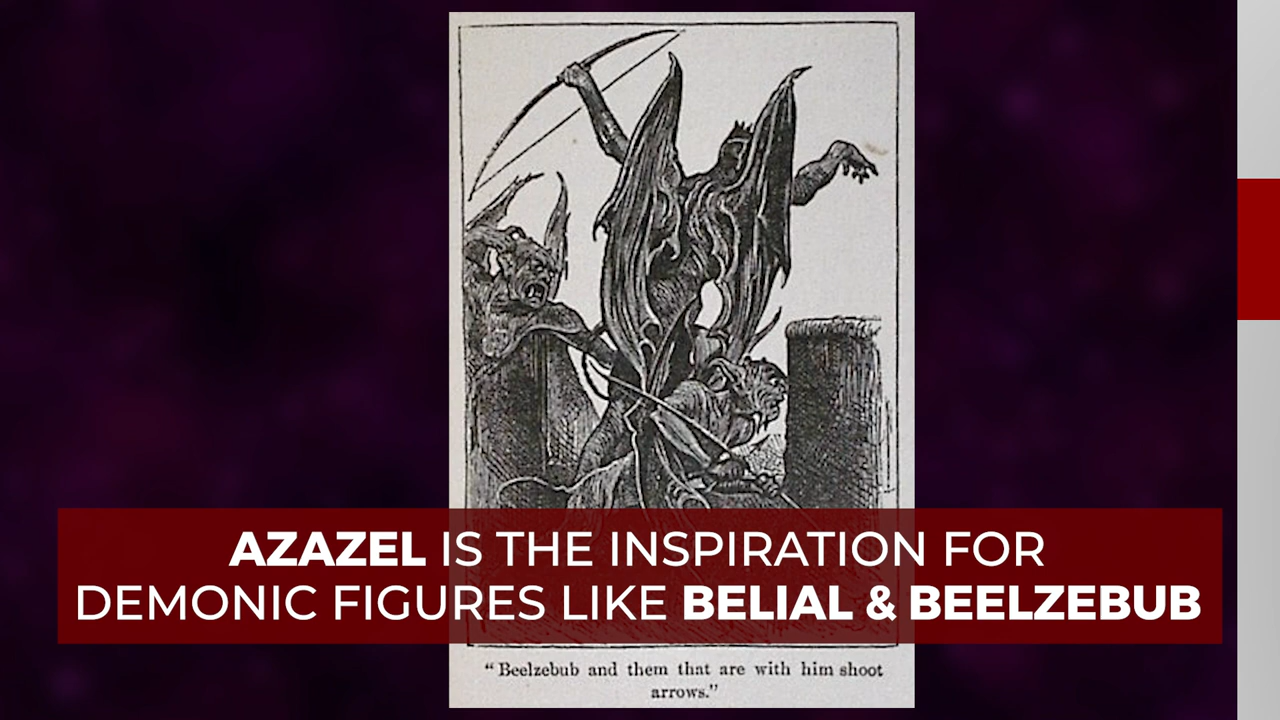 AZAZEL IS THE INSPIRATION FOR
DEMONIC FIGURES LIKE BELIAL & BEELZEBUB
“Beelzebub and them that are with him shoot
arrows.”